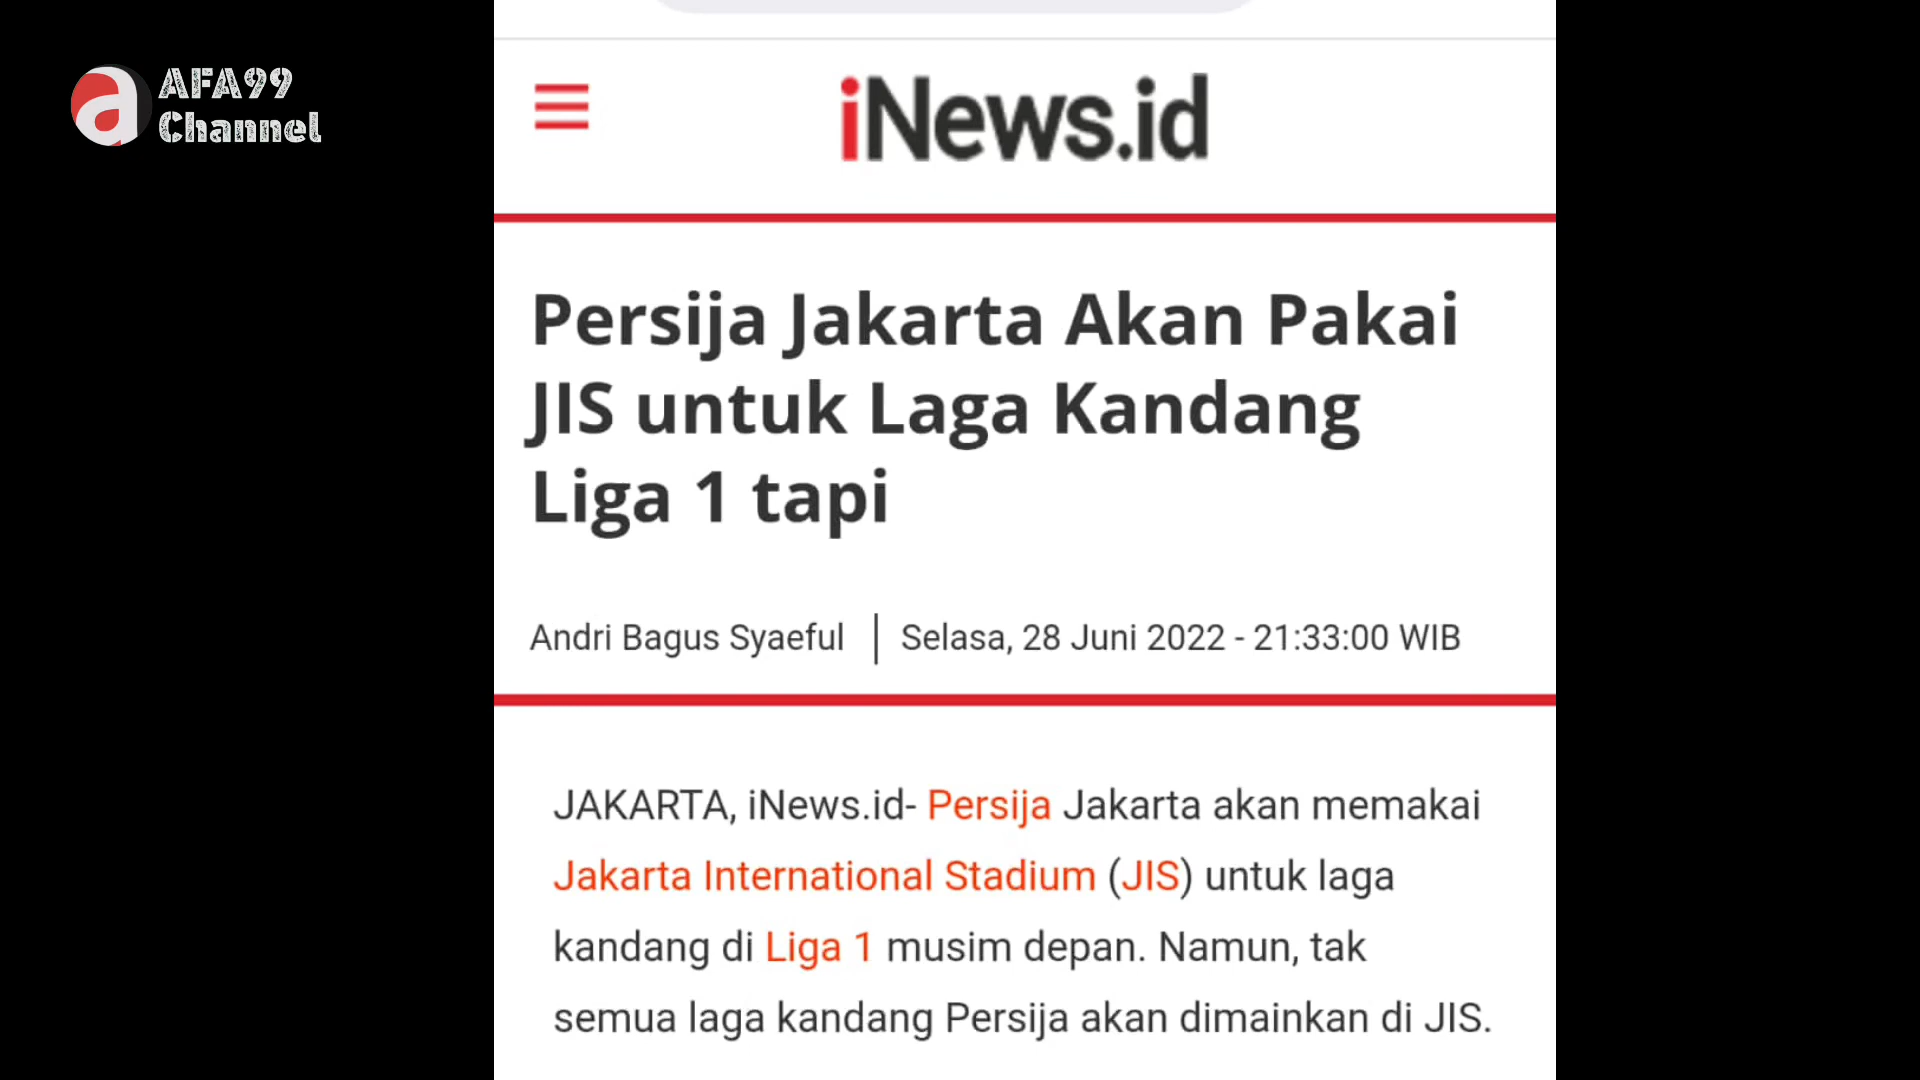 AFA99
Channel
iNews.id
Persija Jakarta Akan Pakai
JIS untuk Laga Kandang
Liga 1 tapi
Andri Bagus Syaeful | Selasa, 28 Juni 2022 - 21:33:00 WIB
JAKARTA, iNews.id- Persija Jakarta akan memakai
Jakarta International Stadium (JIS) untuk laga
kandang di Liga 1 musim depan. Namun, tak
semua laga kandang Persija akan dimainkan di JIS.